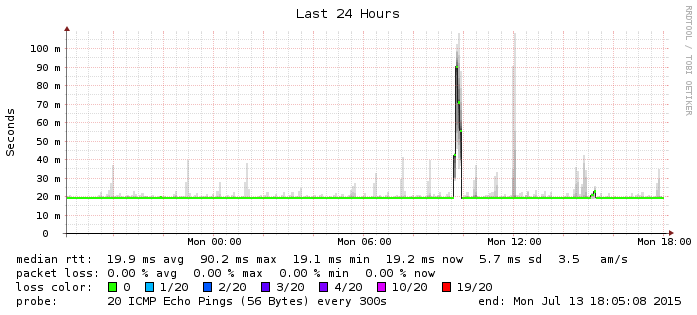 Last 24 Hours
RRDTOOL / TOBI OETIKER
Seconds
100 m
90 m
80 m
70 m
60 m
50 m
40 m
30 m
20 m
10 m
0
Mon 00:00 Mon 06:00 Mon 12:00 Mon 18:00
median rtt: 19.9 ms avg 90.2 ms max 19.1 ms min 19.2 ms now 5.7 ms sd 3.5 am/s
packet loss: 0.00 % avg 0.00 % max 0.00 % min 0.00 % now
loss color: 0 1/20 2/20 3/20 4/20 10/20 19/20
probe: 20 ICMP Echo Pings (56 Bytes) every 300s end: Mon Jul 13 18:05:08 2015